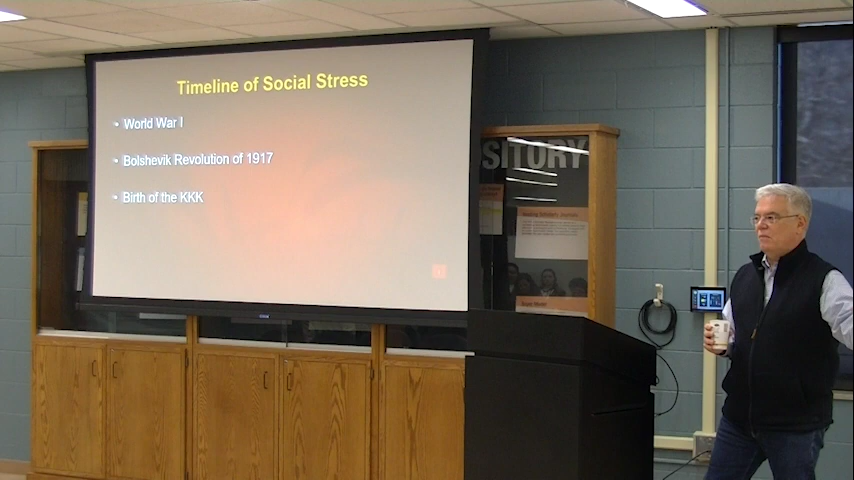 Timeline of Social Stress
World War I
Bolshevik Revolution of 1917
Birth of the KKK
SITORY